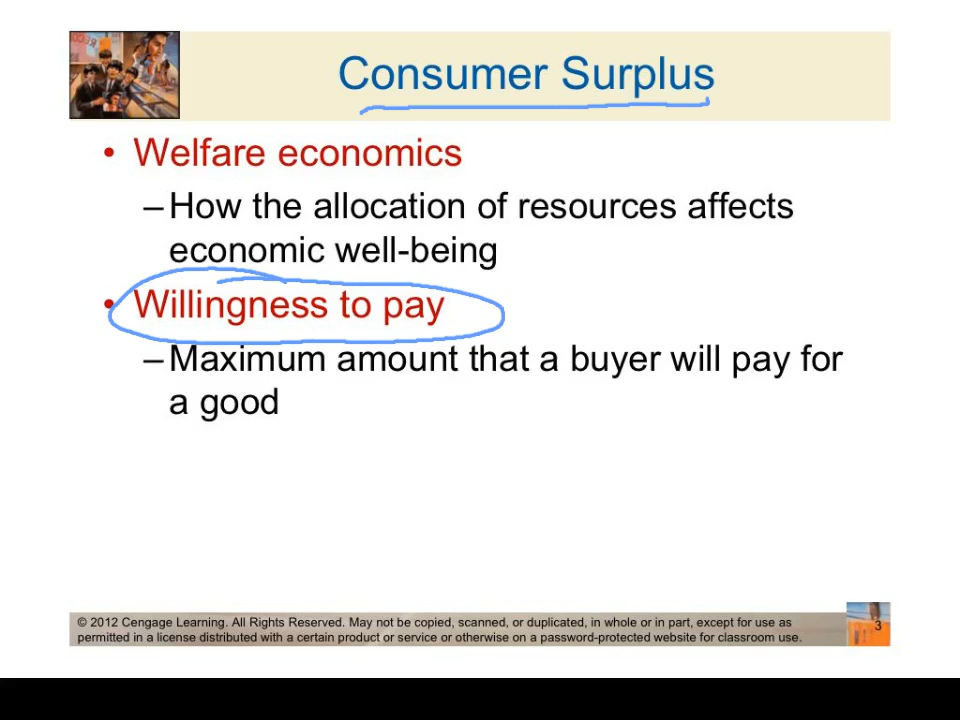 Consumer Surplus
• Welfare economics
– How the allocation of resources affects
economic well-being
• Willingness to pay
– Maximum amount that a buyer will pay for
a good
© 2012 Cengage Learning. All Rights Reserved. May not be copied, scanned, or duplicated, in whole or in part, except for use as
permitted in a license distributed with a certain product or service or otherwise on a password-protected website for classroom use.
3